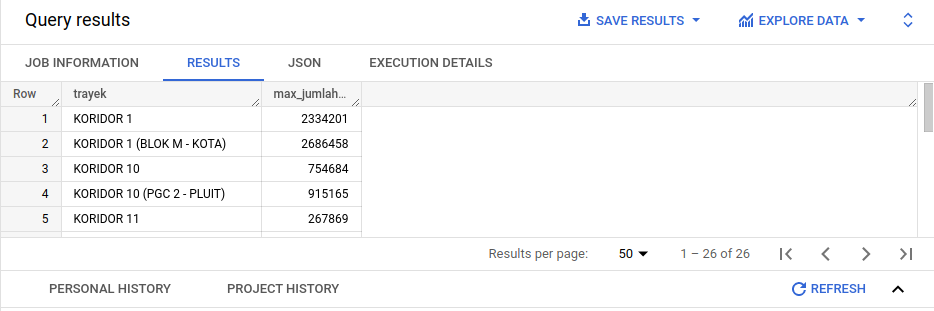 Query results SAVE RESULTS EXPLORE DATA
JOB INFORMATION RESULTS JSON EXECUTION DETAILS
Row trayek max_jumlah...
1 KORIDOR 1 2334201
2 KORIDOR 1 (BLOK M - KOTA) 2686458
3 KORIDOR 10 754684
4 KORIDOR 10 (PGC 2 - PLUIT) 915165
5 KORIDOR 11 267869
Results per page: 50 1 – 26 of 26
PERSONAL HISTORY PROJECT HISTORY REFRESH